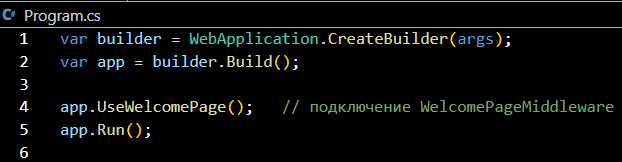 Program.cs
1 var builder = WebApplication.CreateBuilder(args);
2 var app = builder.Build();
3
4 app.UseWelcomePage();   // подключение WelcomePageMiddleware
5 app.Run();
6